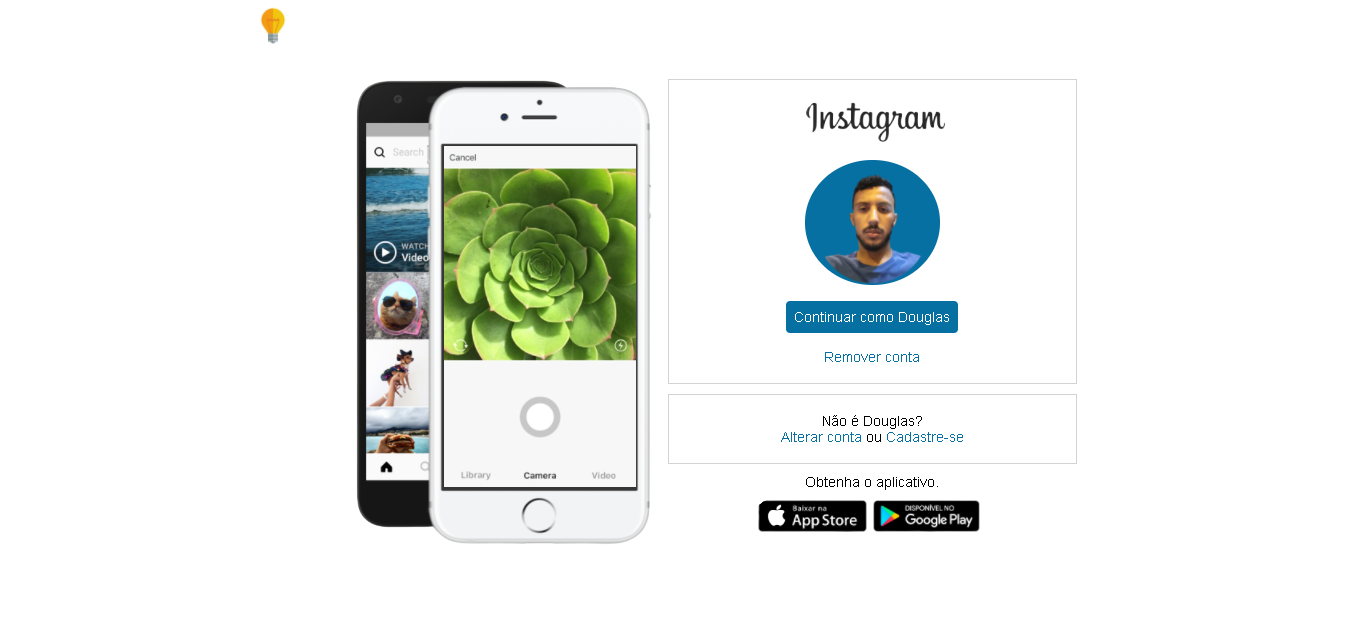 Search
WATCH
Video
Cancel
Library Camera Video
Instagram
Continuar como Douglas
Remover conta
Não é Douglas?
Alterar conta ou Cadastre-se
Obtenha o aplicativo.
Baixar na
App Store
DISPONÍVEL NO
Google Play